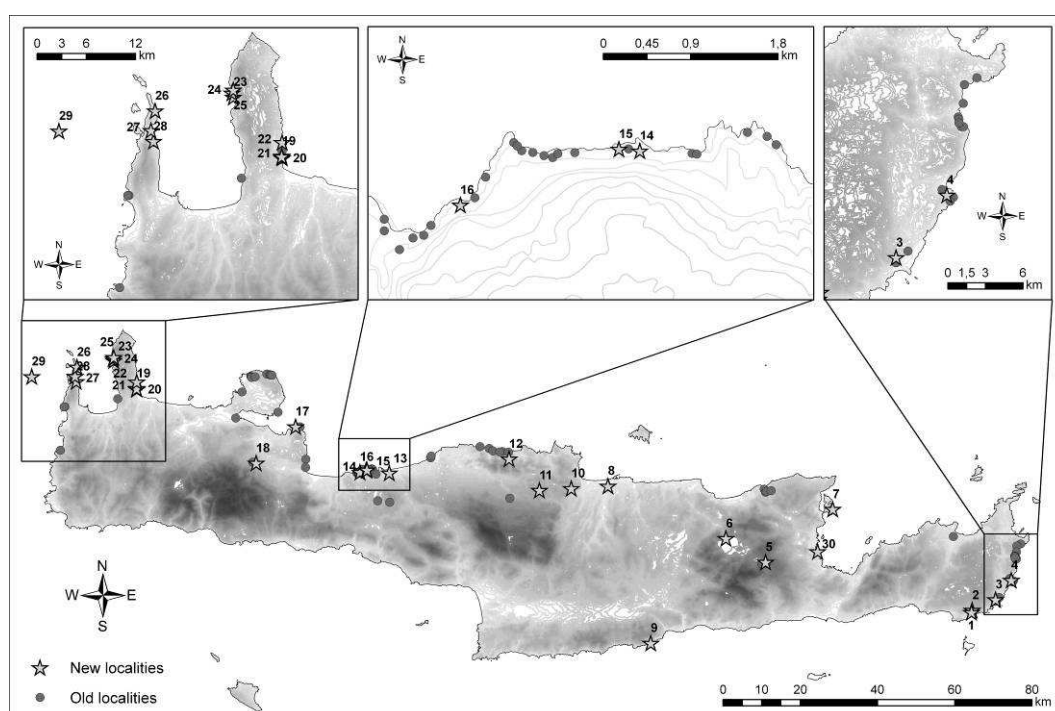 0 3 6 12
km
N
W E
S
23
24
25
26
29
27 28
22 19
21 20
N
W E
S
0 0,45 0,9 1,8
km
15 14
16
4
N
W E
S
3
0 1,5 3 6
km
25 23
24
26
29
28
27
22 19
21 20
17
18
16
14 15 13
12
11 10 8
7
6
5
30
4
3
2
1
9
N
W E
S
New localities
Old localities
0 5 10 20 40 60 80
km